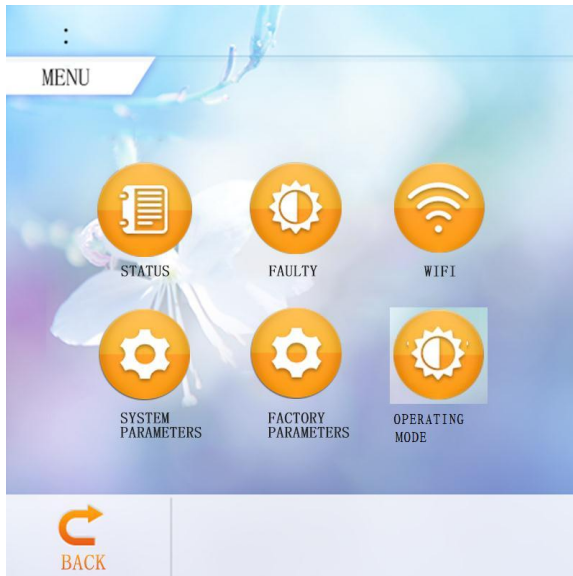 :
MENU
STATUS
FAULTY
WIFI
SYSTEM
PARAMETERS
FACTORY
PARAMETERS
OPERATING
MODE
BACK